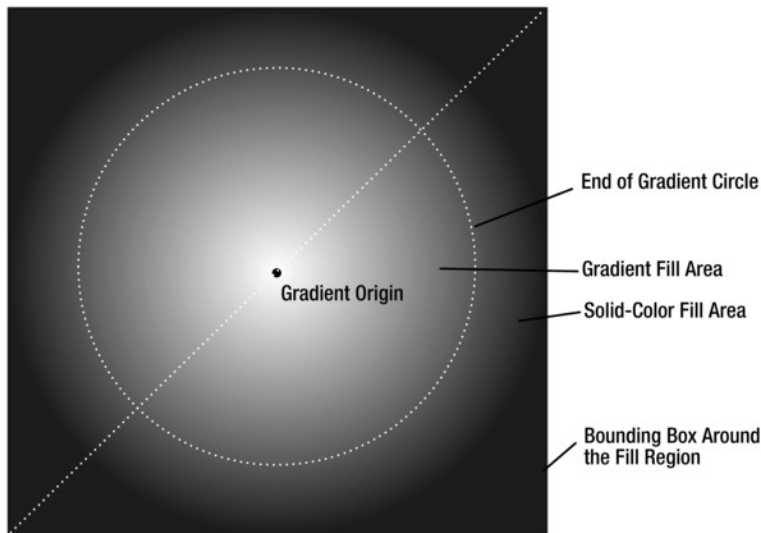 End of Gradient Circle
Gradient Fill Area
Gradient Origin
Solid-Color Fill Area
Bounding Box Around
the Fill Region